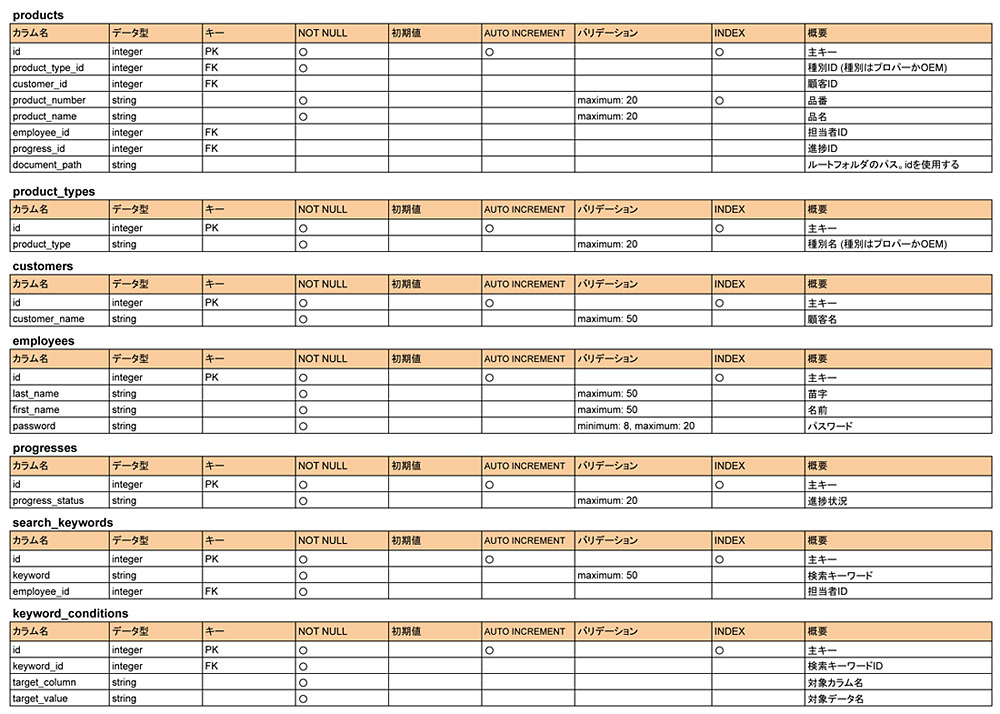 products
カラム名 データ型 キー NOT NULL 初期値 AUTO INCREMENT バリデーション INDEX 概要
id integer PK ○ ○ ○ 主キー
product_type_id integer FK ○ 種別ID (種別はプロパーかOEM)
customer_id integer FK 顧客ID
product_number string ○ maximum: 20 ○ 品番
product_name string ○ maximum: 20 品名
employee_id integer FK 担当者ID
progress_id integer FK 進捗ID
document_path string ルートフォルダのパス。idを使用する
product_types
カラム名 データ型 キー NOT NULL 初期値 AUTO INCREMENT バリデーション INDEX 概要
id integer PK ○ ○ ○ 主キー
product_type string ○ maximum: 20 種別名 (種別はプロパーかOEM)
customers
カラム名 データ型 キー NOT NULL 初期値 AUTO INCREMENT バリデーション INDEX 概要
id integer PK ○ ○ ○ 主キー
customer_name string ○ maximum: 50 顧客名
employees
カラム名 データ型 キー NOT NULL 初期値 AUTO INCREMENT バリデーション INDEX 概要
id integer PK ○ ○ ○ 主キー
last_name string ○ maximum: 50 苗字
first_name string ○ maximum: 50 名前
password string ○ minimum: 8, maximum: 20 パスワード
progresses
カラム名 データ型 キー NOT NULL 初期値 AUTO INCREMENT バリデーション INDEX 概要
id integer PK ○ ○ ○ 主キー
progress_status string ○ maximum: 20 進捗状況
search_keywords
カラム名 データ型 キー NOT NULL 初期値 AUTO INCREMENT バリデーション INDEX 概要
id integer PK ○ ○ ○ 主キー
keyword string ○ maximum: 50 検索キーワード
employee_id integer FK ○ 担当者ID
keyword_conditions
カラム名 データ型 キー NOT NULL 初期値 AUTO INCREMENT バリデーション INDEX 概要
id integer PK ○ ○ ○ 主キー
keyword_id integer FK ○ 検索キーワードID
target_column string ○ 対象カラム名
target_value string ○ 対象データ名